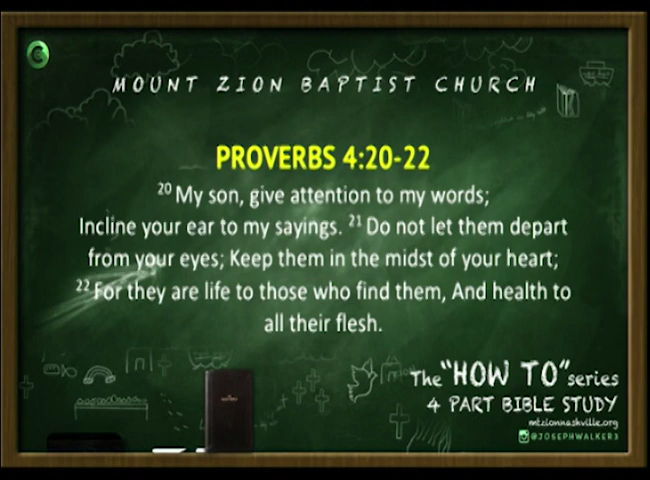 MOUNT ZION BAPTIST CHURCH
PROVERBS 4:20-22
20 My son, give attention to my words;
Incline your ear to my sayings. 21 Do not let them depart
from your eyes; Keep them in the midst of your heart;
22 For they are life to those who find them, And health to
all their flesh.
The "HOW TO" series
4 PART BIBLE STUDY
mtzionnashville.org
@JOSEPHWALKER3